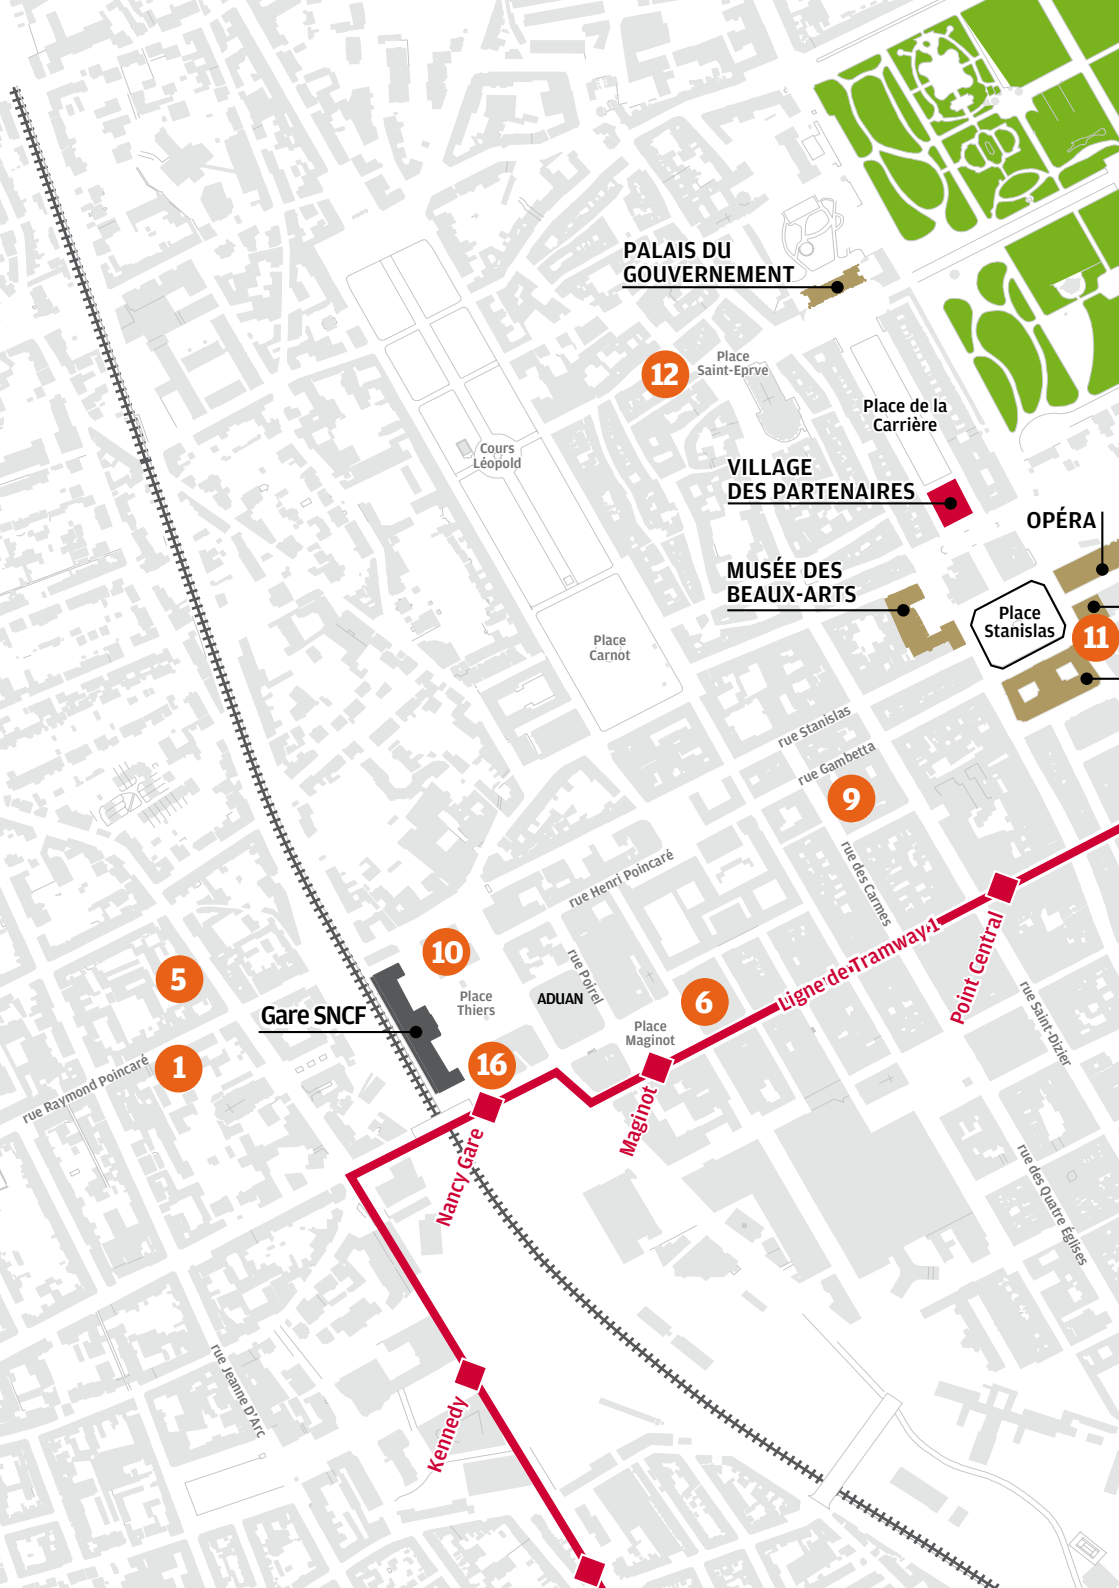 PALAIS DU
GOUVERNEMENT
12
Place
Saint-Eprve
Place de la
Carrière
Cours
Léopold
VILLAGE
DES PARTENAIRES
OPÉRA
MUSÉE DES
BEAUX-ARTS
Place
Stanislas
11
Place
Carnot
rue Stanislas
rue Gambetta
9
rue des Carmes
rue Henri Poincaré
Ligne de Tramway 1
Point Central
10
5
rue Poirel
Place
Thiers
ADUAN
6
Gare SNCF
Place
Maginot
rue Saint-Dizier
1
16
rue Raymond Poincaré
Maginot
Nancy Gare
rue des Quatre Églises
rue Jeanne D'Arc
Kennedy